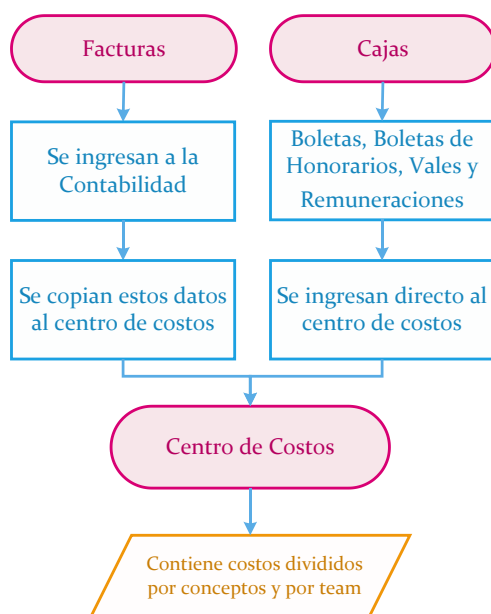 Facturas
Cajas
Se ingresan a la
Contabilidad
Boletas, Boletas de
Honorarios, Vales y
Remuneraciones
Se copian estos datos
al centro de costos
Se ingresan directo al
centro de costos
Centro de Costos
Contiene costos divididos
por conceptos y por team